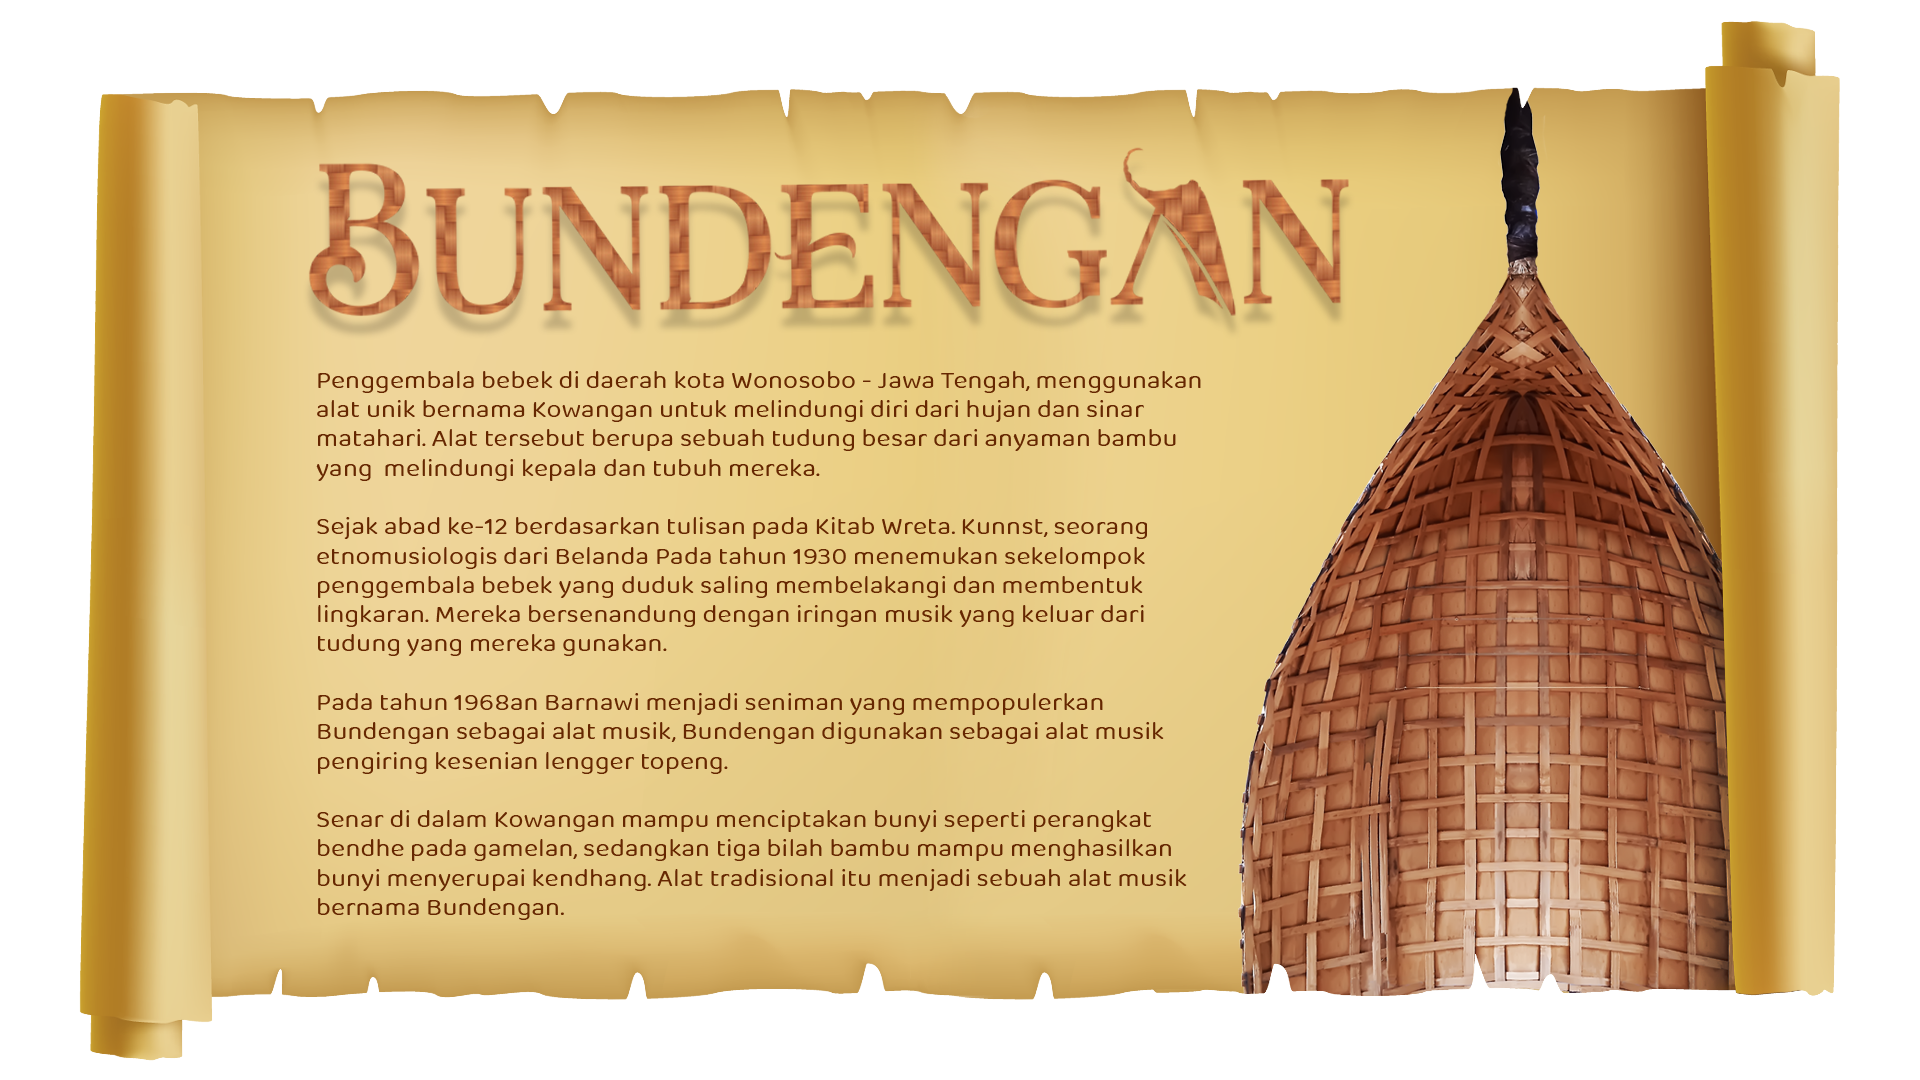 BUNDENGAN
Penggembala bebek di daerah kota Wonosobo - Jawa Tengah, menggunakan
alat unik bernama Kowangan untuk melindungi diri dari hujan dan sinar
matahari. Alat tersebut berupa sebuah tudung besar dari anyaman bambu
yang  melindungi kepala dan tubuh mereka.
Sejak abad ke-12 berdasarkan tulisan pada Kitab Wreta. Kunnst, seorang
etnomusiologis dari Belanda Pada tahun 1930 menemukan sekelompok
penggembala bebek yang duduk saling membelakangi dan membentuk
lingkaran. Mereka bersenandung dengan iringan musik yang keluar dari
tudung yang mereka gunakan.
Pada tahun 1968an Barnawi menjadi seniman yang mempopulerkan
Bundengan sebagai alat musik, Bundengan digunakan sebagai alat musik
pengiring kesenian lengger topeng.
Senar di dalam Kowangan mampu menciptakan bunyi seperti perangkat
bendhe pada gamelan, sedangkan tiga bilah bambu mampu menghasilkan
bunyi menyerupai kendhang. Alat tradisional itu menjadi sebuah alat musik
bernama Bundengan.